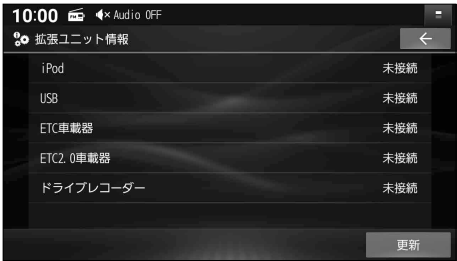 10:00 Audio OFF
拡張ユニット情報
iPod 未接続
USB 未接続
ETC車載器 未接続
ETC2.0車載器 未接続
ドライブレコーダー 未接続
更新